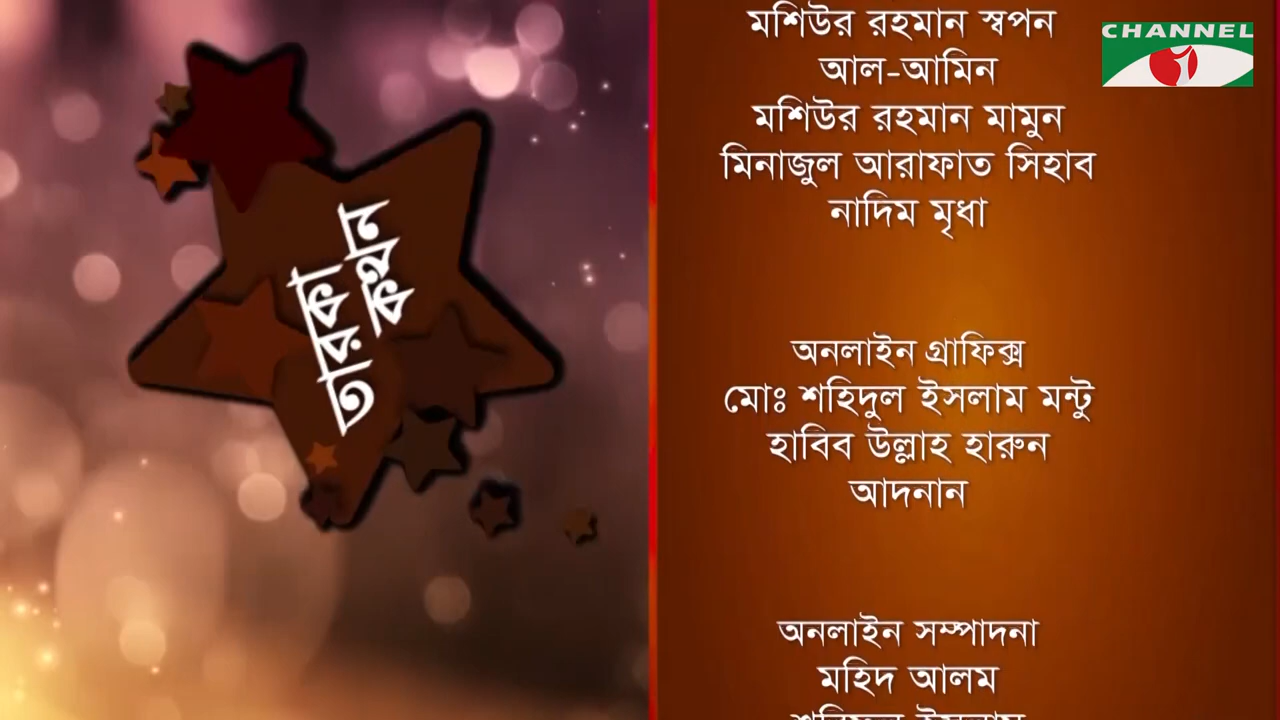 তারকা
কথন
মশিউর রহমান স্বপন
আল-আমিন
মশিউর রহমান মামুন
মিনাজুল আরাফাত সিহাব
নাদিম মৃধা
অনলাইন গ্রাফিক্স
মোঃ শহিদুল ইসলাম মন্টু
হাবিব উল্লাহ হারুন
আদনান
অনলাইন সম্পাদনা
মহিদ আলম
CHANNEL